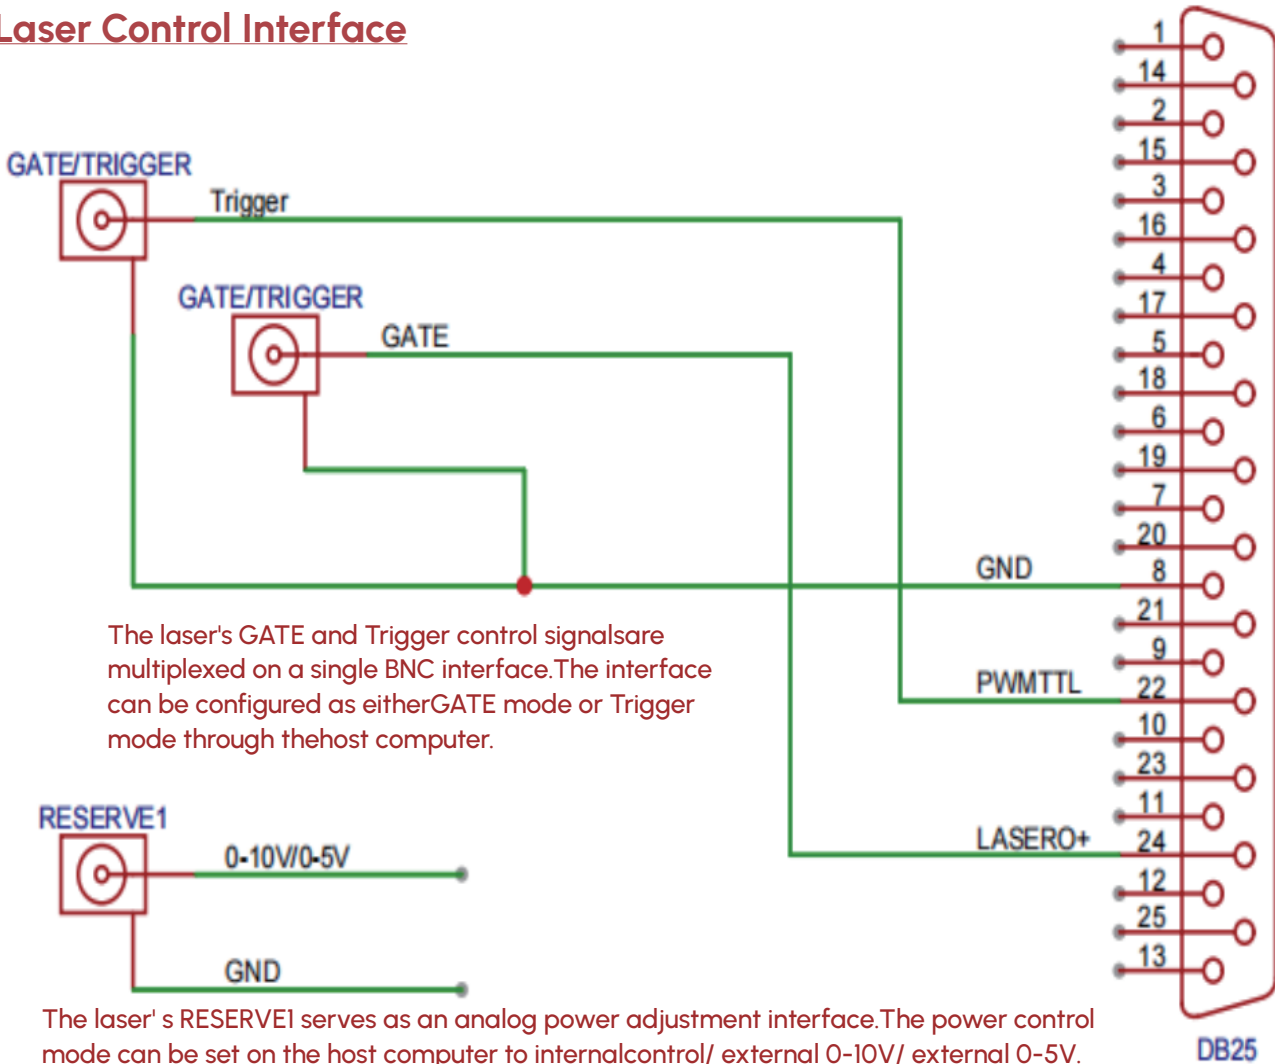 Laser Control Interface
GATE/TRIGGER
Trigger
GATE/TRIGGER
GATE
GND
PWMTTL
LASERO+
The laser's GATE and Trigger control signalsare
multiplexed on a single BNC interface.The interface
can be configured as eitherGATE mode or Trigger
mode through thehost computer.
RESERVE1
0-10V/0-5V
GND
The laser' s RESERVE1 serves as an analog power adjustment interface.The power control
mode can be set on the host computer to internalcontrol/ external 0-10V/ external 0-5V.
1
14
2
15
3
16
4
17
5
18
6
19
7
20
8
21
9
22
10
23
11
24
12
25
13
DB25